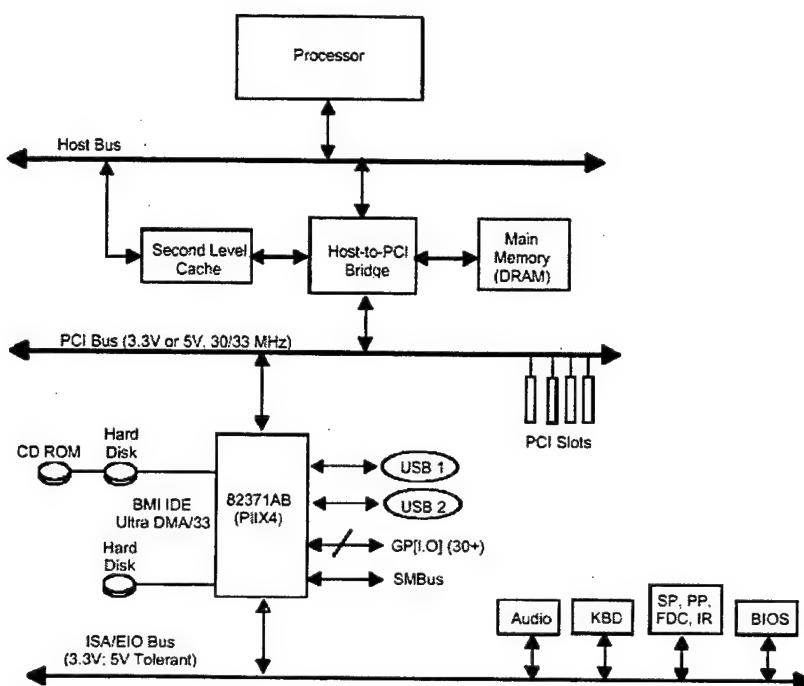 Processor
Host Bus
Second Level
Cache
Host-to-PCI
Bridge
Main
Memory
(DRAM)
PCI Bus (3.3V or 5V, 30/33 MHz)
PCI Slots
CD ROM
Hard
Disk
BMI IDE
Ultra DMA/33
Hard
Disk
82371AB
(PIIX4)
USB 1
USB 2
GP[I.O] (30+)
SMBus
Audio
KBD
SP, PP,
FDC, IR
BIOS
ISA/EIO Bus
(3.3V; 5V Tolerant)